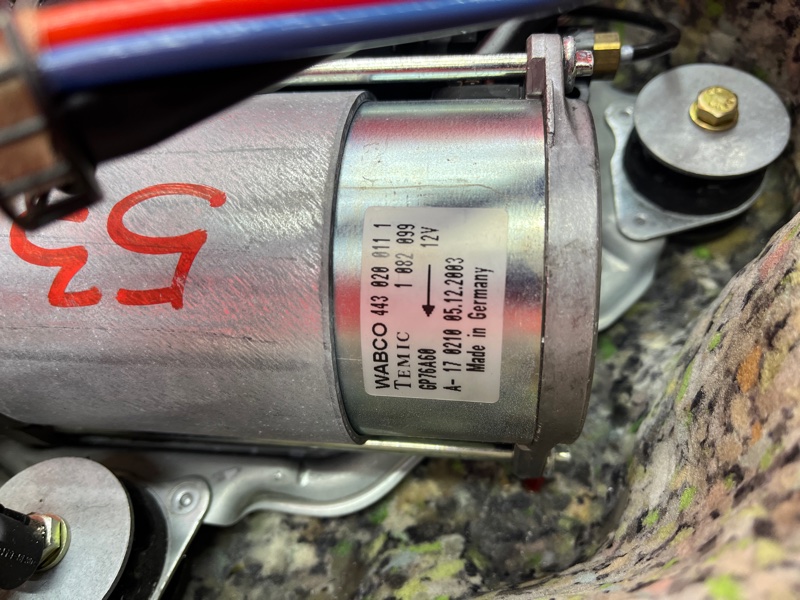 WABCO 443 020 011 1
TEMIC 1 082 099
GP76A60 12V
A- 17 0210 05.12.2003
Made in Germany
53